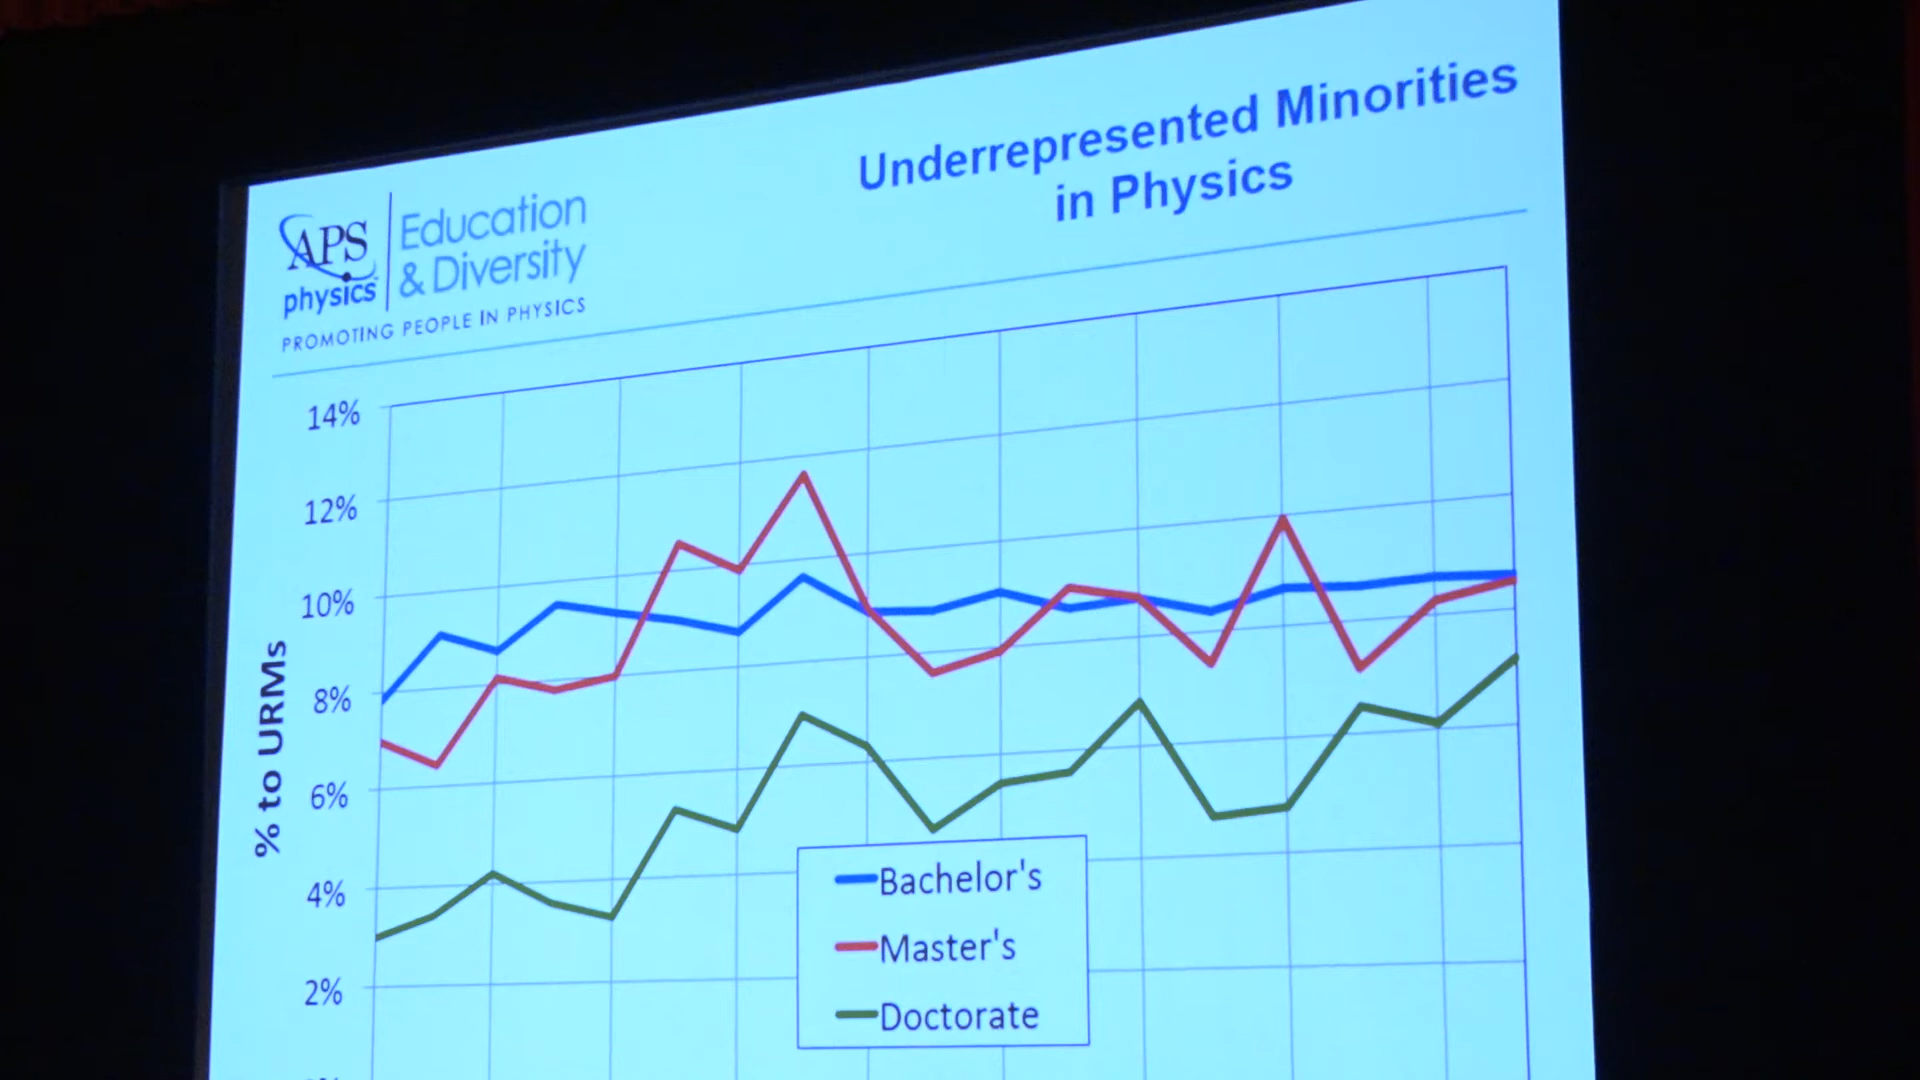 Underrepresented Minorities
in Physics
APS
physics
Education
& Diversity
PROMOTING PEOPLE IN PHYSICS
14%
12%
10%
8%
6%
4%
2%
% to URMs
Bachelor's
Master's
Doctorate